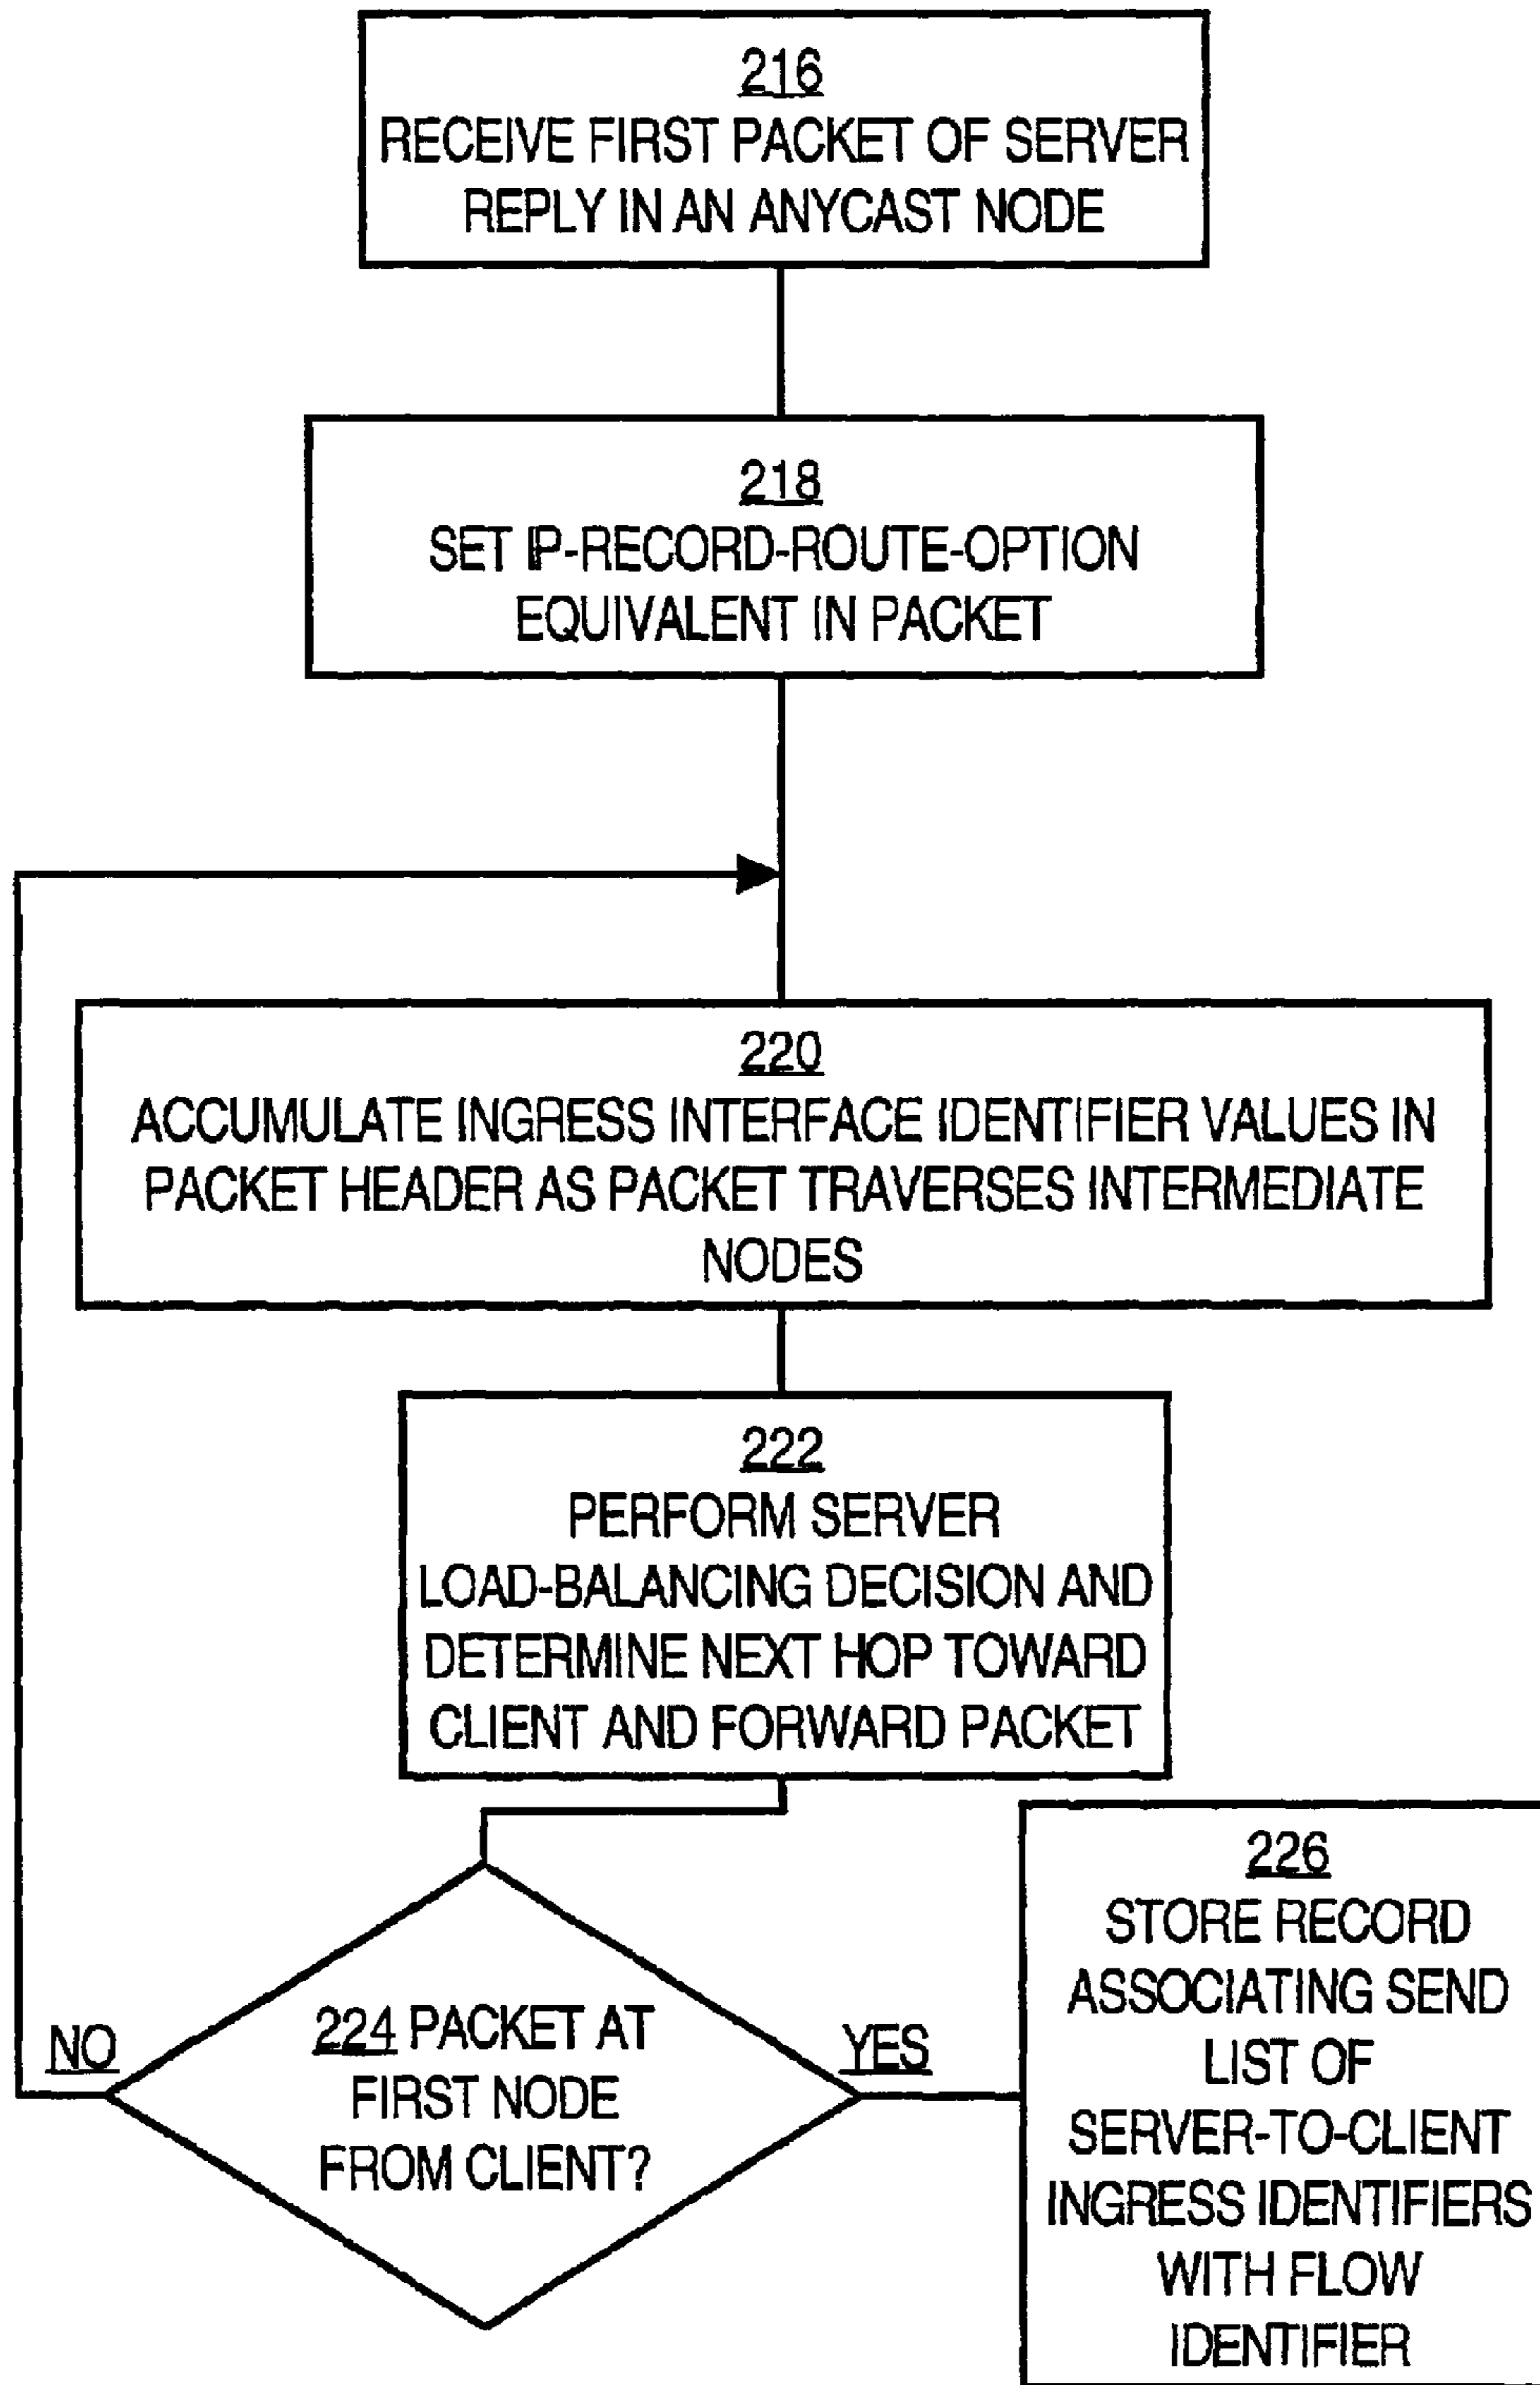 216
RECEIVE FIRST PACKET OF SERVER
REPLY IN AN ANYCAST NODE
218
SET IP-RECORD-ROUTE-OPTION
EQUIVALENT IN PACKET
220
ACCUMULATE INGRESS INTERFACE IDENTIFIER VALUES IN
PACKET HEADER AS PACKET TRAVERSES INTERMEDIATE
NODES
222
PERFORM SERVER
LOAD-BALANCING DECISION AND
DETERMINE NEXT HOP TOWARD
CLIENT AND FORWARD PACKET
224 PACKET AT
FIRST NODE
FROM CLIENT?
NO
YES
226
STORE RECORD
ASSOCIATING SEND
LIST OF
SERVER-TO-CLIENT
INGRESS IDENTIFIERS
WITH FLOW
IDENTIFIER